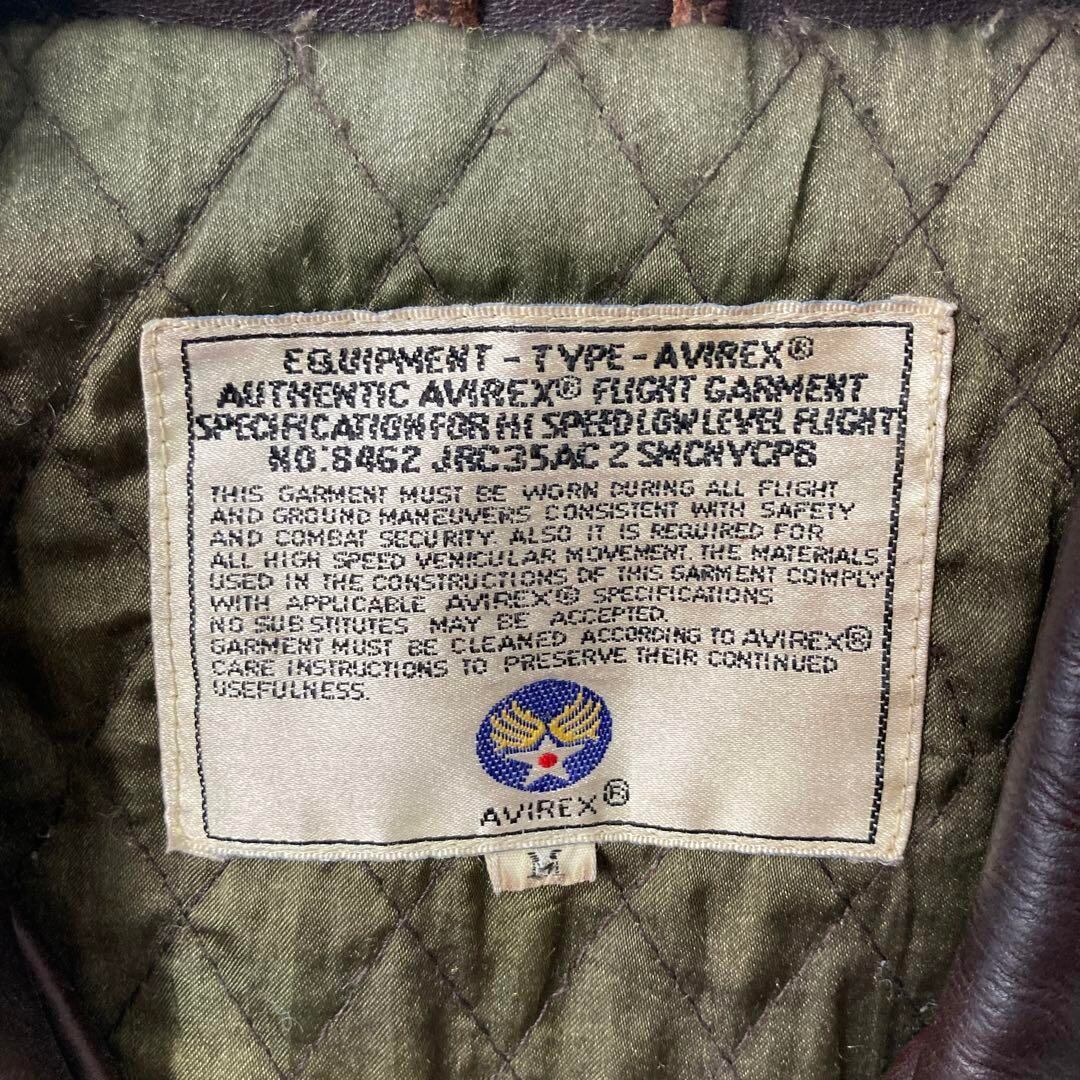 EQUIPMENT - TYPE - AVIREX®
AUTHENTIC AVIREX® FLIGHT GARMENT
SPECIFICATION FOR HI SPEED LOW LEVEL FLIGHT
NO. 8462 JRC35AC 2 SMCNYCPB
THIS GARMENT MUST BE WORN DURING ALL FLIGHT
AND GROUND MANEUVERS CONSISTENT WITH SAFETY
AND COMBAT SECURITY. ALSO IT IS REQUIRED FOR
ALL HIGH SPEED VEHICULAR MOVEMENT. THE MATERIALS
USED IN THE CONSTRUCTIONS OF THIS GARMENT COMPLY
WITH APPLICABLE AVIREX® SPECIFICATIONS
NO SUBSTITUTES MAY BE ACCEPTED.
GARMENT MUST BE CLEANED ACCORDING TO AVIREX®
CARE INSTRUCTIONS TO PRESERVE THEIR CONTINUED
USEFULNESS.
AVIREX®
M